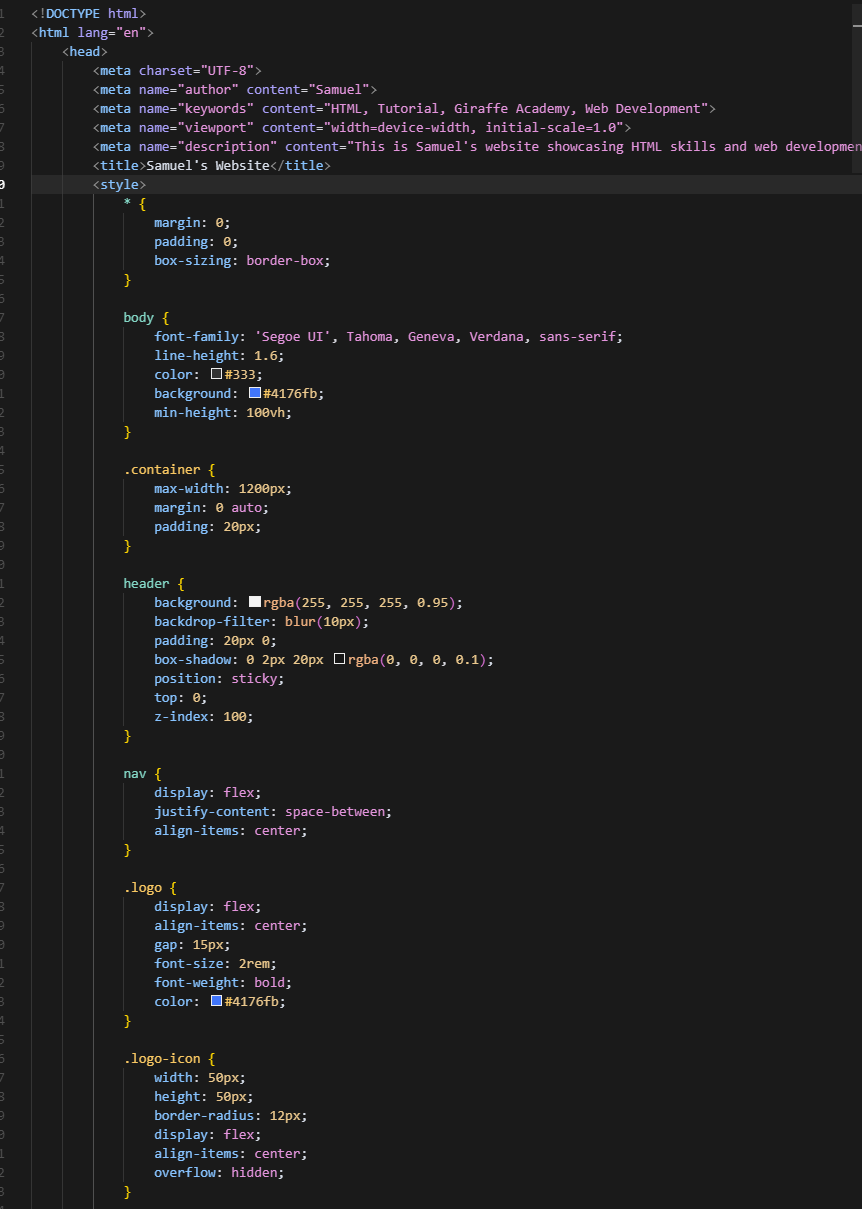 <!DOCTYPE html>
<html lang="en">
<head>
<meta charset="UTF-8">
<meta name="author" content="Samuel">
<meta name="keywords" content="HTML, Tutorial, Giraffe Academy, Web Development">
<meta name="viewport" content="width=device-width, initial-scale=1.0">
<meta name="description" content="This is Samuel's website showcasing HTML skills and web developmen
<title>Samuel's Website</title>
<style>
* {
margin: 0;
padding: 0;
box-sizing: border-box;
}
body {
font-family: 'Segoe UI', Tahoma, Geneva, Verdana, sans-serif;
line-height: 1.6;
color: #333;
background: #4176fb;
min-height: 100vh;
}
.container {
max-width: 1200px;
margin: 0 auto;
padding: 20px;
}
header {
background: rgba(255, 255, 255, 0.95);
backdrop-filter: blur(10px);
padding: 20px 0;
box-shadow: 0 2px 20px rgba(0, 0, 0, 0.1);
position: sticky;
top: 0;
z-index: 100;
}
nav {
display: flex;
justify-content: space-between;
align-items: center;
}
.logo {
display: flex;
align-items: center;
gap: 15px;
font-size: 2rem;
font-weight: bold;
color: #4176fb;
}
.logo-icon {
width: 50px;
height: 50px;
border-radius: 12px;
display: flex;
align-items: center;
overflow: hidden;
}